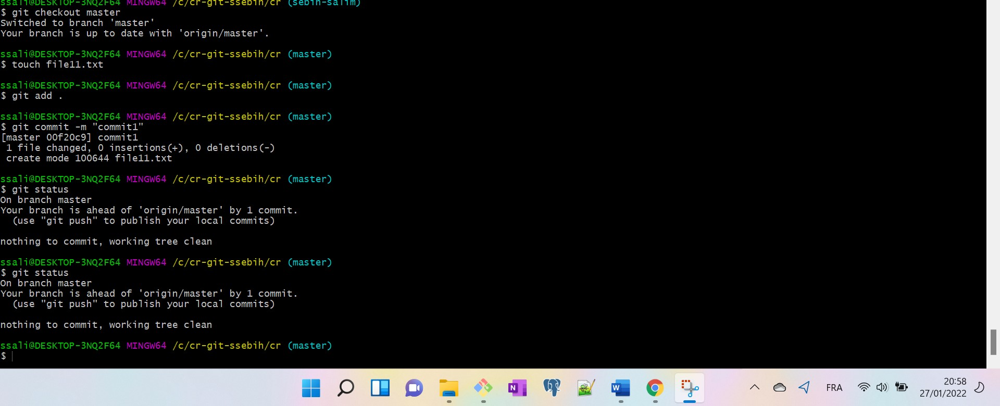 ssali@DESKTOP-3NQ2F64 MINGW64 /c/cr-git-ssebih/cr (sebih-salim)
$ git checkout master
Switched to branch 'master'
Your branch is up to date with 'origin/master'.
ssali@DESKTOP-3NQ2F64 MINGW64 /c/cr-git-ssebih/cr (master)
$ touch file11.txt
ssali@DESKTOP-3NQ2F64 MINGW64 /c/cr-git-ssebih/cr (master)
$ git add .
ssali@DESKTOP-3NQ2F64 MINGW64 /c/cr-git-ssebih/cr (master)
$ git commit -m "commit1"
[master 00f20c9] commit1
 1 file changed, 0 insertions(+), 0 deletions(-)
 create mode 100644 file11.txt
ssali@DESKTOP-3NQ2F64 MINGW64 /c/cr-git-ssebih/cr (master)
$ git status
On branch master
Your branch is ahead of 'origin/master' by 1 commit.
  (use "git push" to publish your local commits)
nothing to commit, working tree clean
ssali@DESKTOP-3NQ2F64 MINGW64 /c/cr-git-ssebih/cr (master)
$ git status
On branch master
Your branch is ahead of 'origin/master' by 1 commit.
  (use "git push" to publish your local commits)
nothing to commit, working tree clean
ssali@DESKTOP-3NQ2F64 MINGW64 /c/cr-git-ssebih/cr (master)
$
N
W
FRA
20:58
27/01/2022